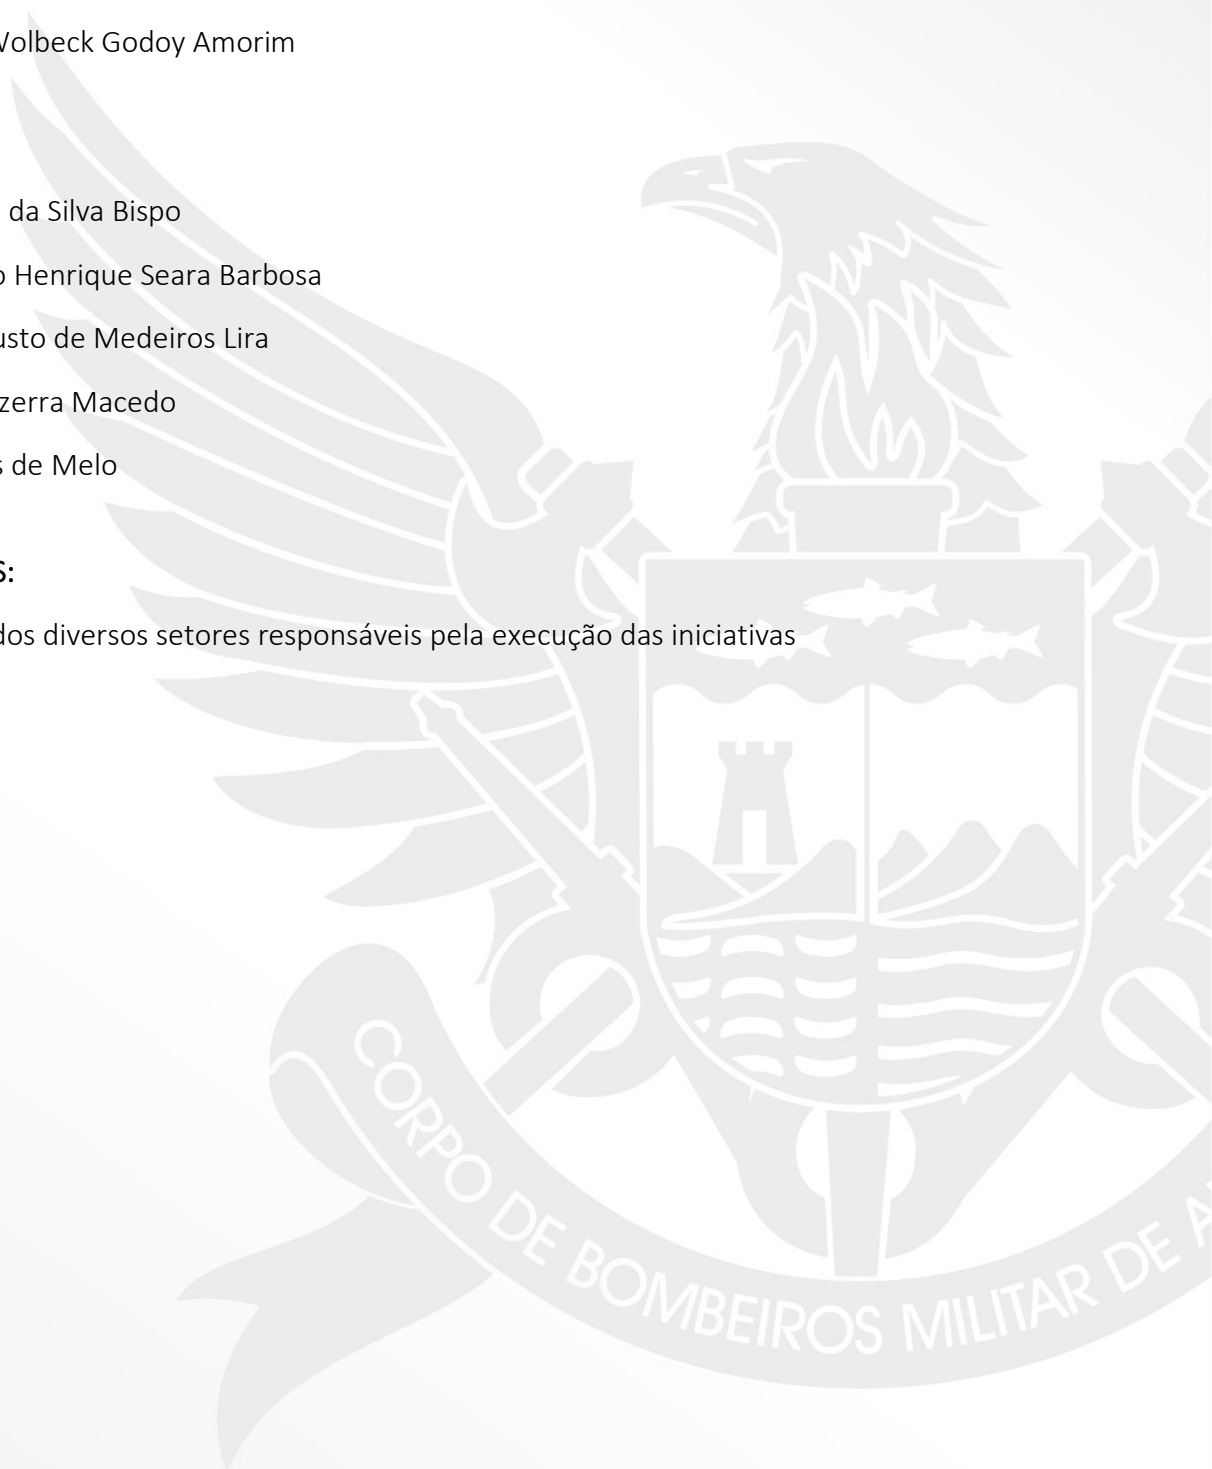 Wolbeck Godoy Amorim
da Silva Bispo
o Henrique Seara Barbosa
usto de Medeiros Lira
zerra Macedo
s de Melo
S:
dos diversos setores responsáveis pela execução das iniciativas
CORPO DE BOMBEIROS MILITAR DE A